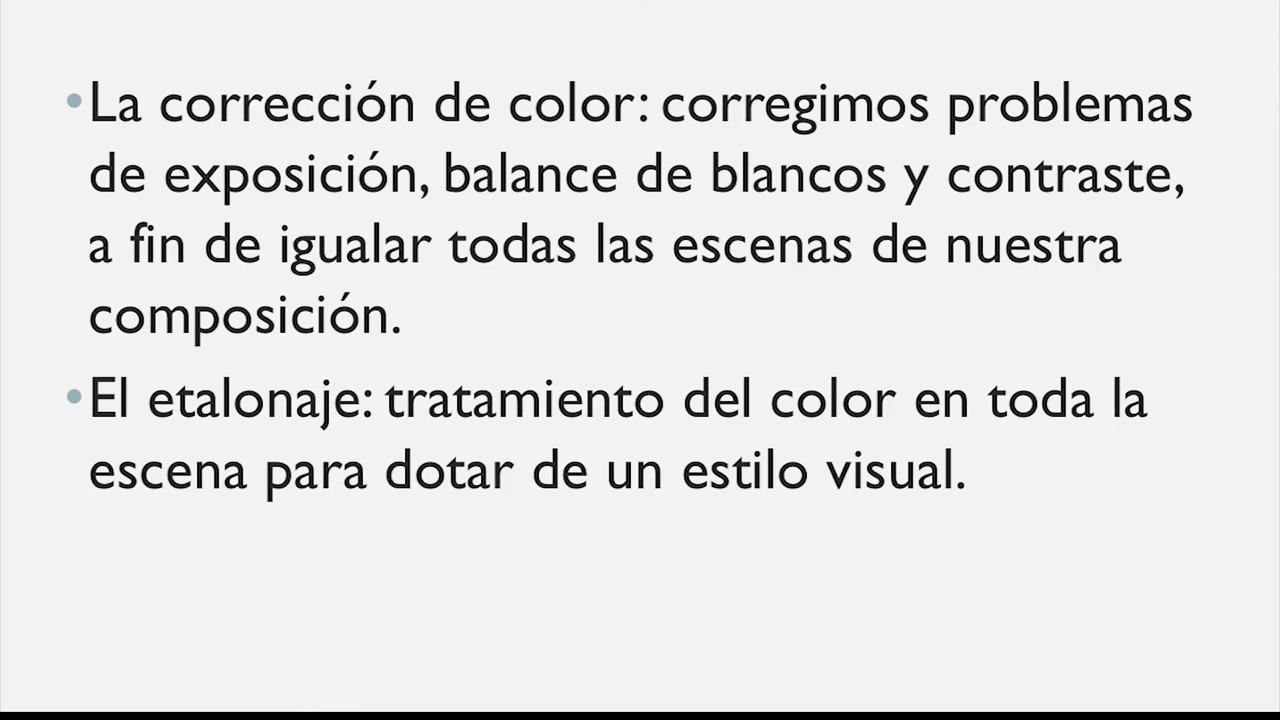 • La corrección de color: corregimos problemas
de exposición, balance de blancos y contraste,
a fin de igualar todas las escenas de nuestra
composición.
• El etalonaje: tratamiento del color en toda la
escena para dotar de un estilo visual.